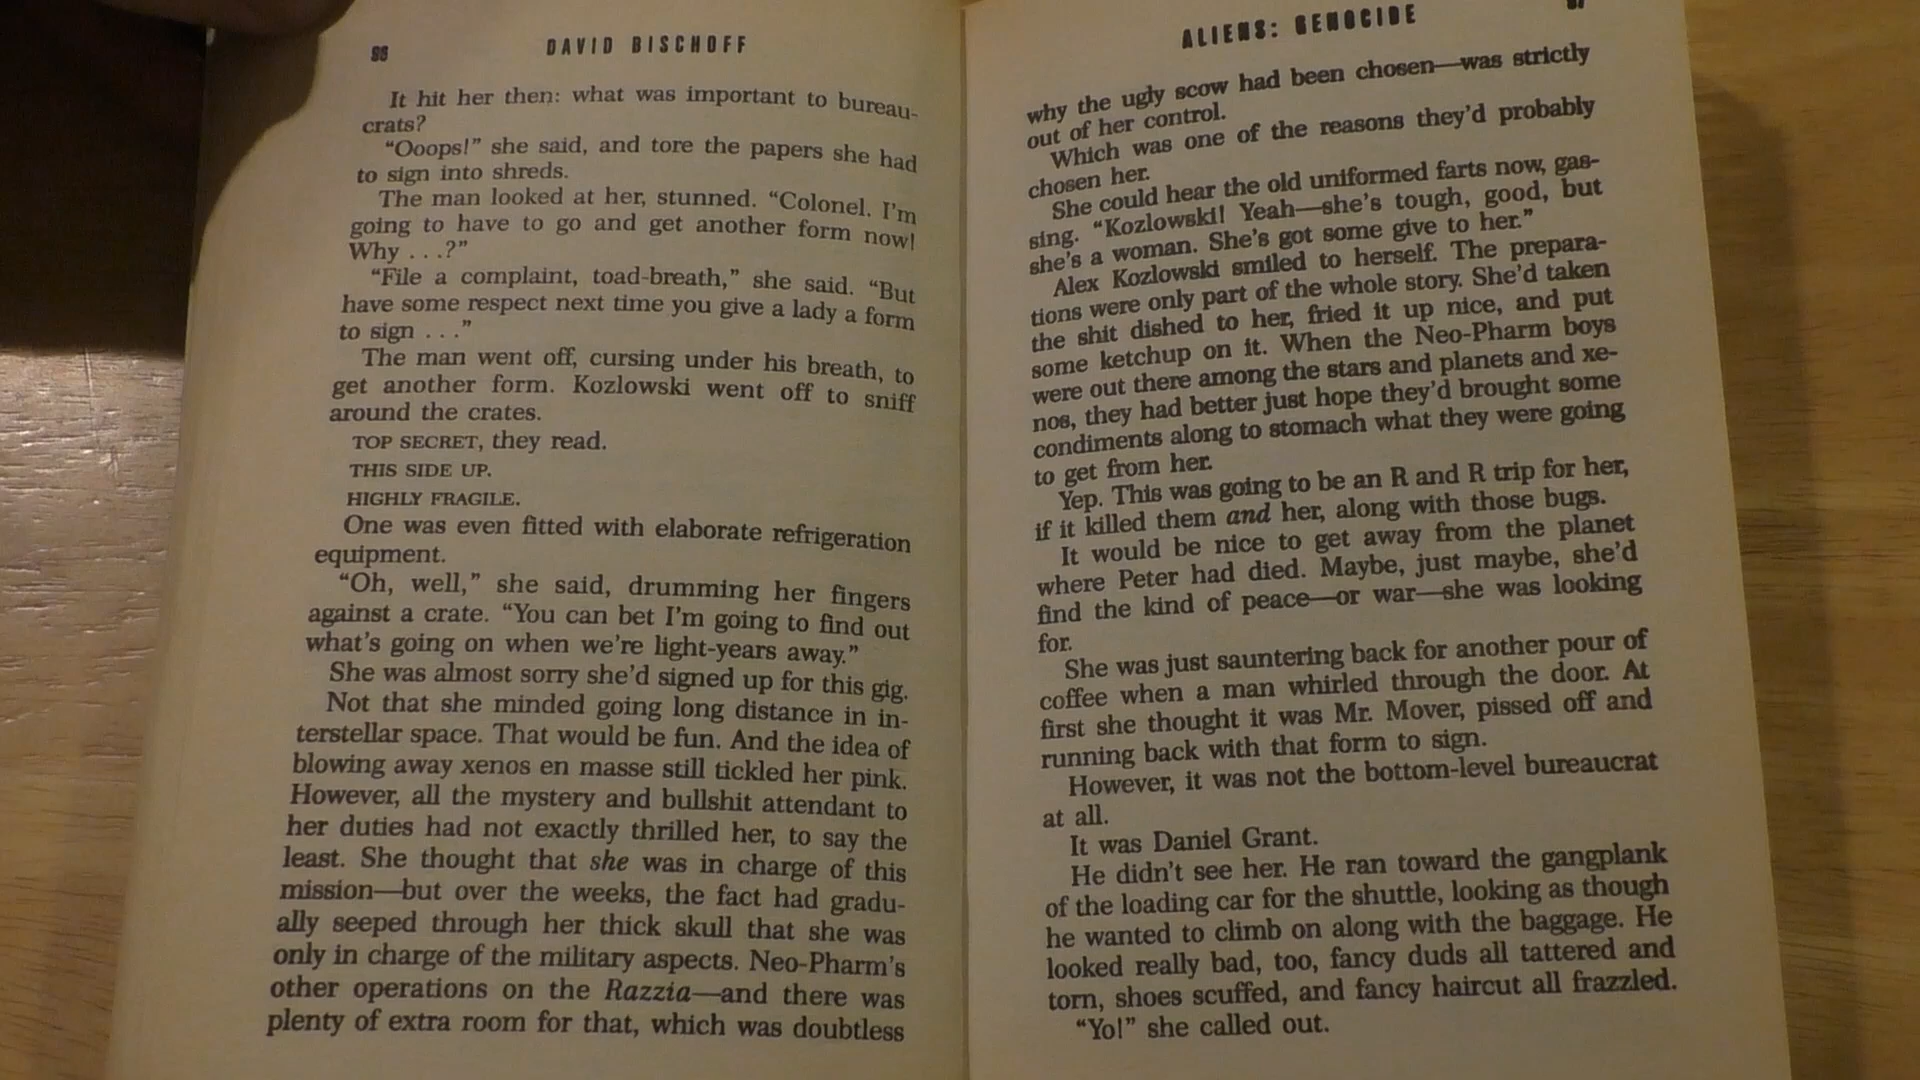 DAVID BISCHOFF
It hit her then: what was important to bureau-
crats?
“Ooops!” she said, and tore the papers she had
to sign into shreds.
The man looked at her, stunned. “Colonel. I’m
going to have to go and get another form now!
Why . . .?”
“File a complaint, toad-breath,” she said. “But
have some respect next time you give a lady a form
to sign . . .”
The man went off, cursing under his breath, to
get another form. Kozlowski went off to sniff
around the crates.
TOP SECRET, they read.
THIS SIDE UP.
HIGHLY FRAGILE.
One was even fitted with elaborate refrigeration
equipment.
“Oh, well,” she said, drumming her fingers
against a crate. “You can bet I’m going to find out
what’s going on when we’re light-years away.”
She was almost sorry she’d signed up for this gig.
Not that she minded going long distance in in-
terstellar space. That would be fun. And the idea of
blowing away xenos en masse still tickled her pink.
However, all the mystery and bullshit attendant to
her duties had not exactly thrilled her, to say the
least. She thought that she was in charge of this
mission—but over the weeks, the fact had gradu-
ally seeped through her thick skull that she was
only in charge of the military aspects. Neo-Pharm’s
other operations on the Razzia—and there was
plenty of extra room for that, which was doubtless
ALIENS: GENOCIDE
why the ugly scow had been chosen—was strictly
out of her control.
Which was one of the reasons they’d probably
chosen her.
She could hear the old uniformed farts now, gas-
sing. “Kozlowski! Yeah—she’s tough, good, but
she’s a woman. She’s got some give to her.”
Alex Kozlowski smiled to herself. The prepara-
tions were only part of the whole story. She’d taken
the shit dished to her, fried it up nice, and put
some ketchup on it. When the Neo-Pharm boys
were out there among the stars and planets and xe-
nos, they had better just hope they’d brought some
condiments along to stomach what they were going
to get from her.
Yep. This was going to be an R and R trip for her,
if it killed them and her, along with those bugs.
It would be nice to get away from the planet
where Peter had died. Maybe, just maybe, she’d
find the kind of peace—or war—she was looking
for.
She was just sauntering back for another pour of
coffee when a man whirled through the door. At
first she thought it was Mr. Mover, pissed off and
running back with that form to sign.
However, it was not the bottom-level bureaucrat
at all.
It was Daniel Grant.
He didn’t see her. He ran toward the gangplank
of the loading car for the shuttle, looking as though
he wanted to climb on along with the baggage. He
looked really bad, too, fancy duds all tattered and
torn, shoes scuffed, and fancy haircut all frazzled.
“Yo!” she called out.